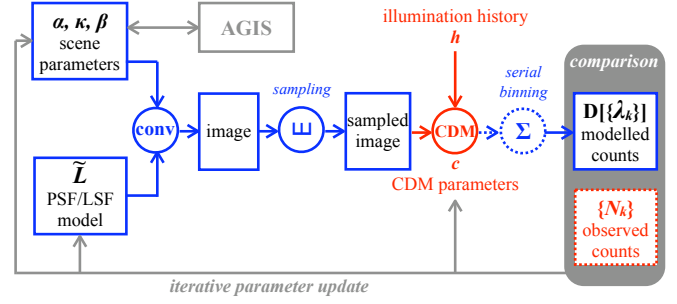 α, κ, β
scene
parameters
AGIS
illumination history
h
comparison
sampling
serial
binning
conv
image
Ш
sampled
image
CDM
Σ
D[{λk}]
modelled
counts
c
CDM parameters
L̃
PSF/LSF
model
{Nk}
observed
counts
iterative parameter update